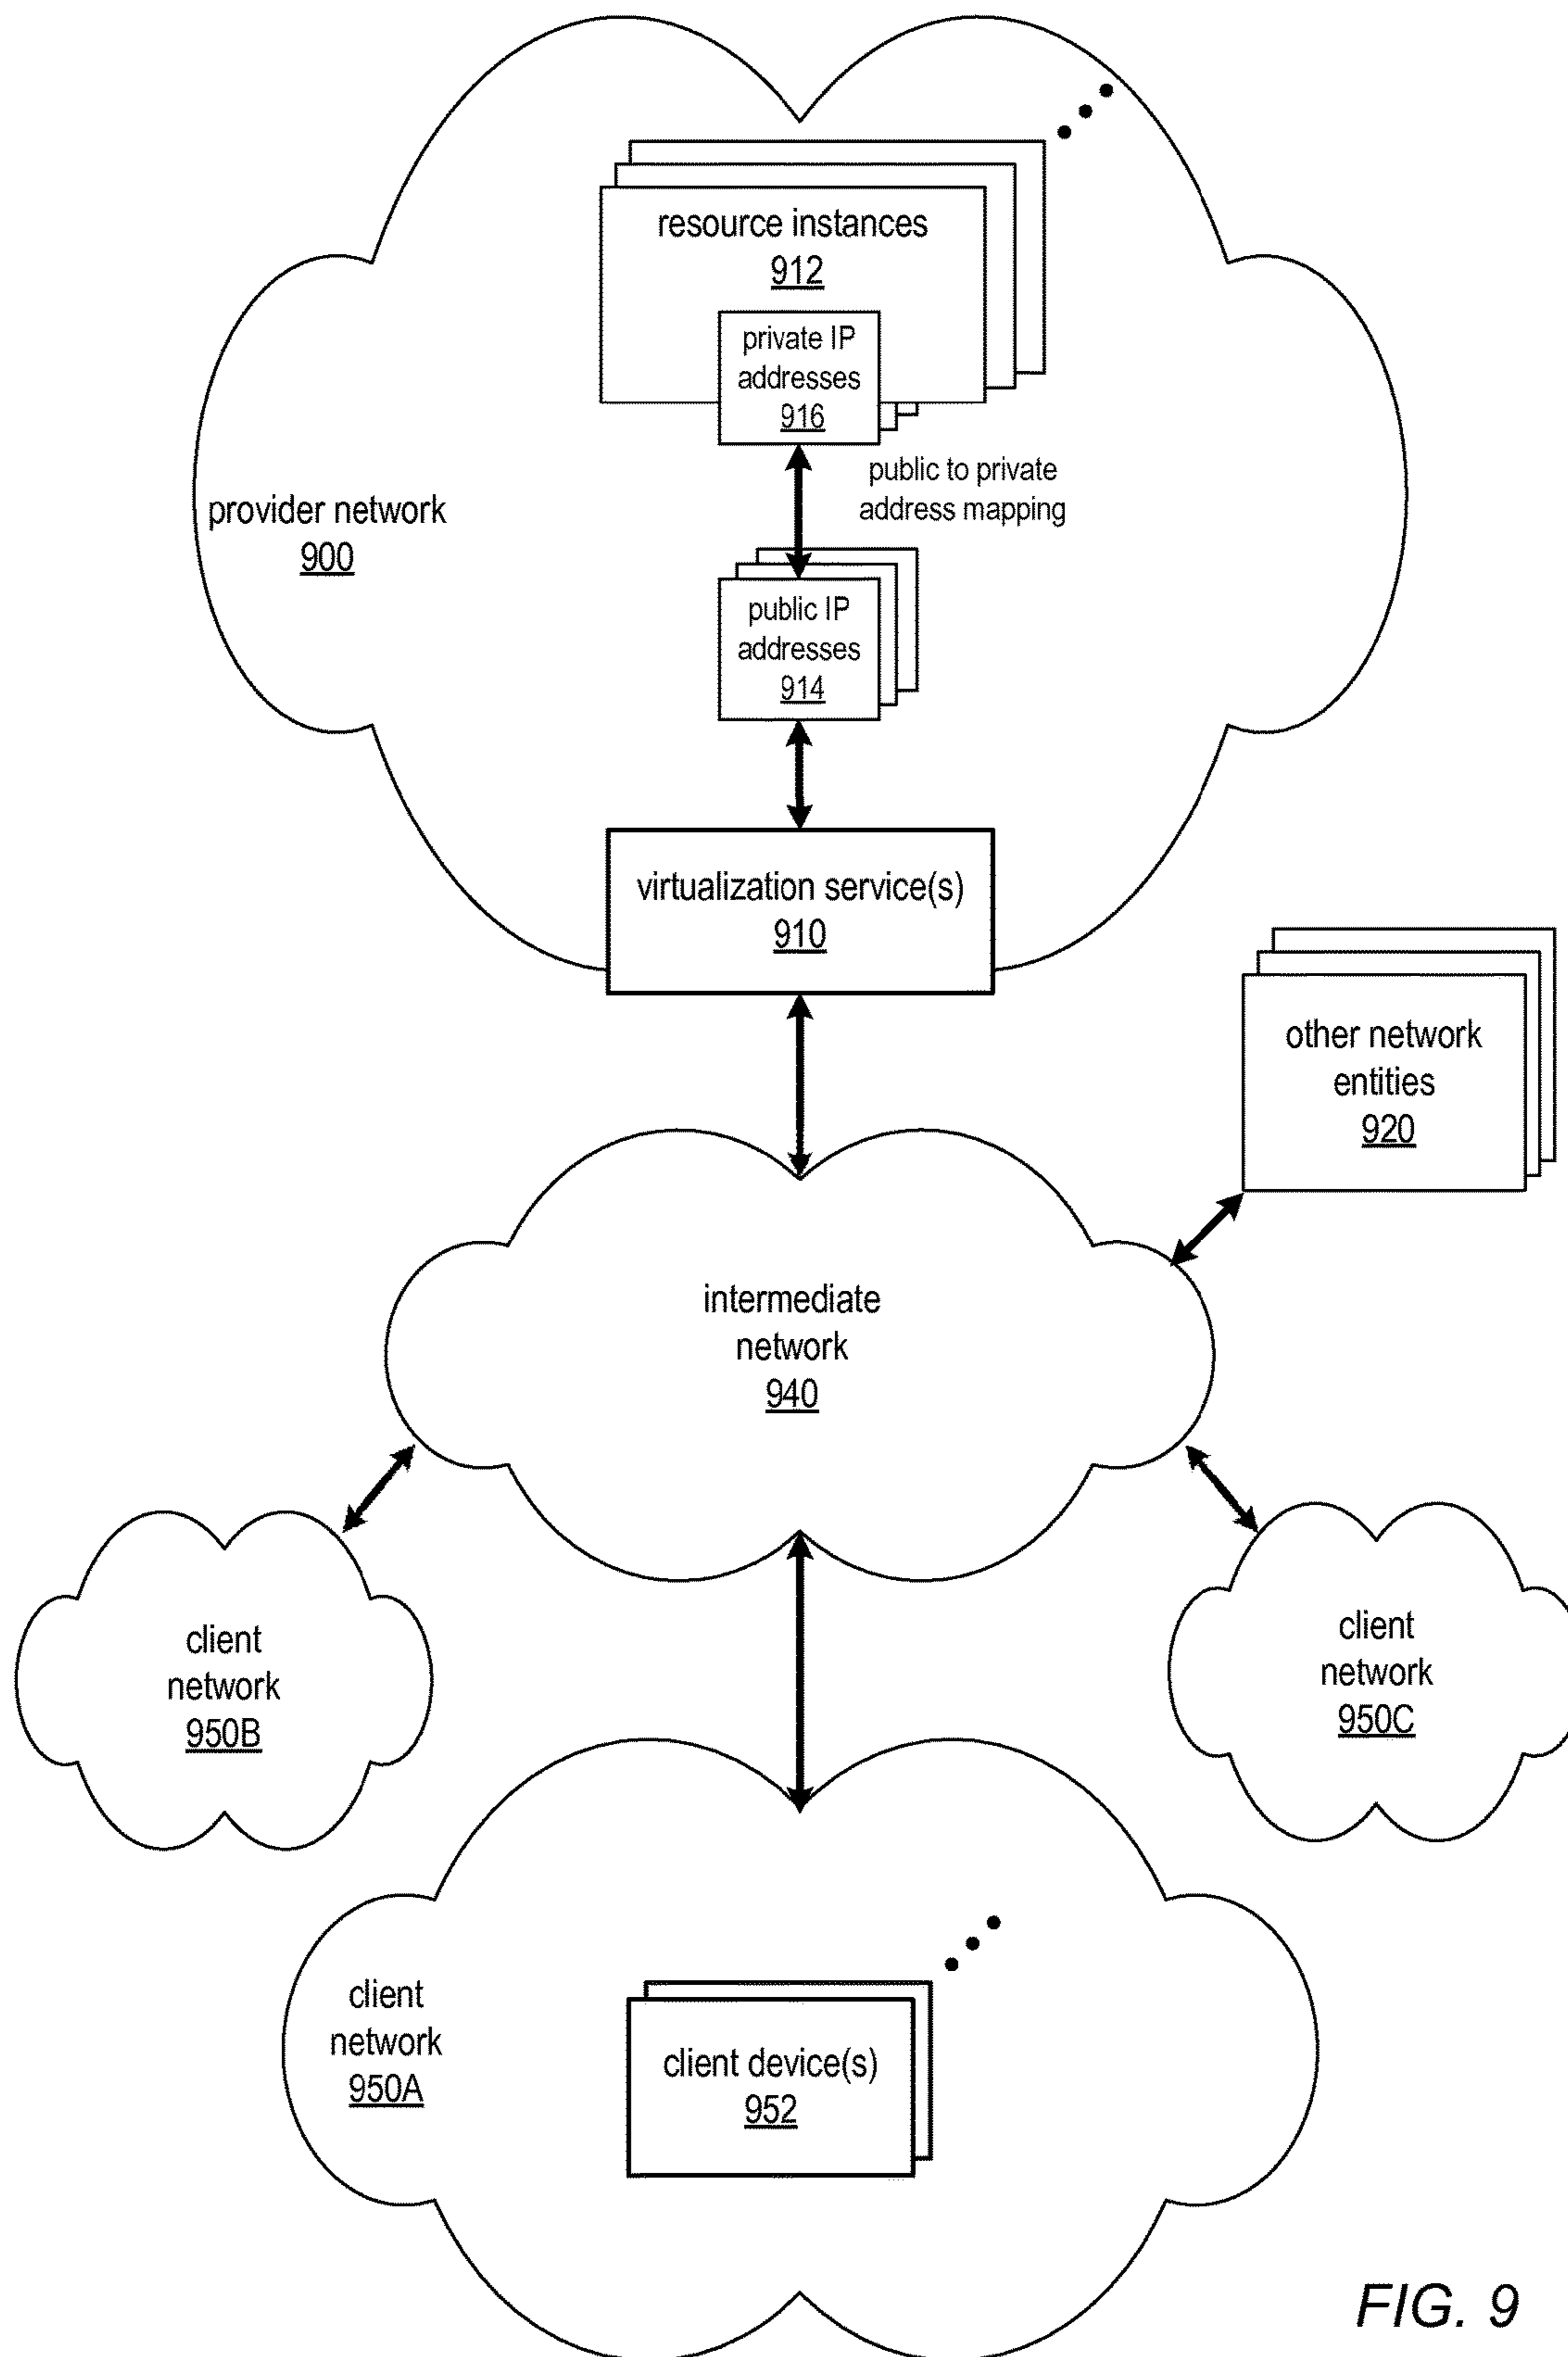 resource instances
912
private IP
addresses
916
public to private
address mapping
provider network
900
public IP
addresses
914
virtualization service(s)
910
other network
entities
920
intermediate
network
940
client
network
950B
client
network
950C
client
network
950A
client device(s)
952
FIG. 9